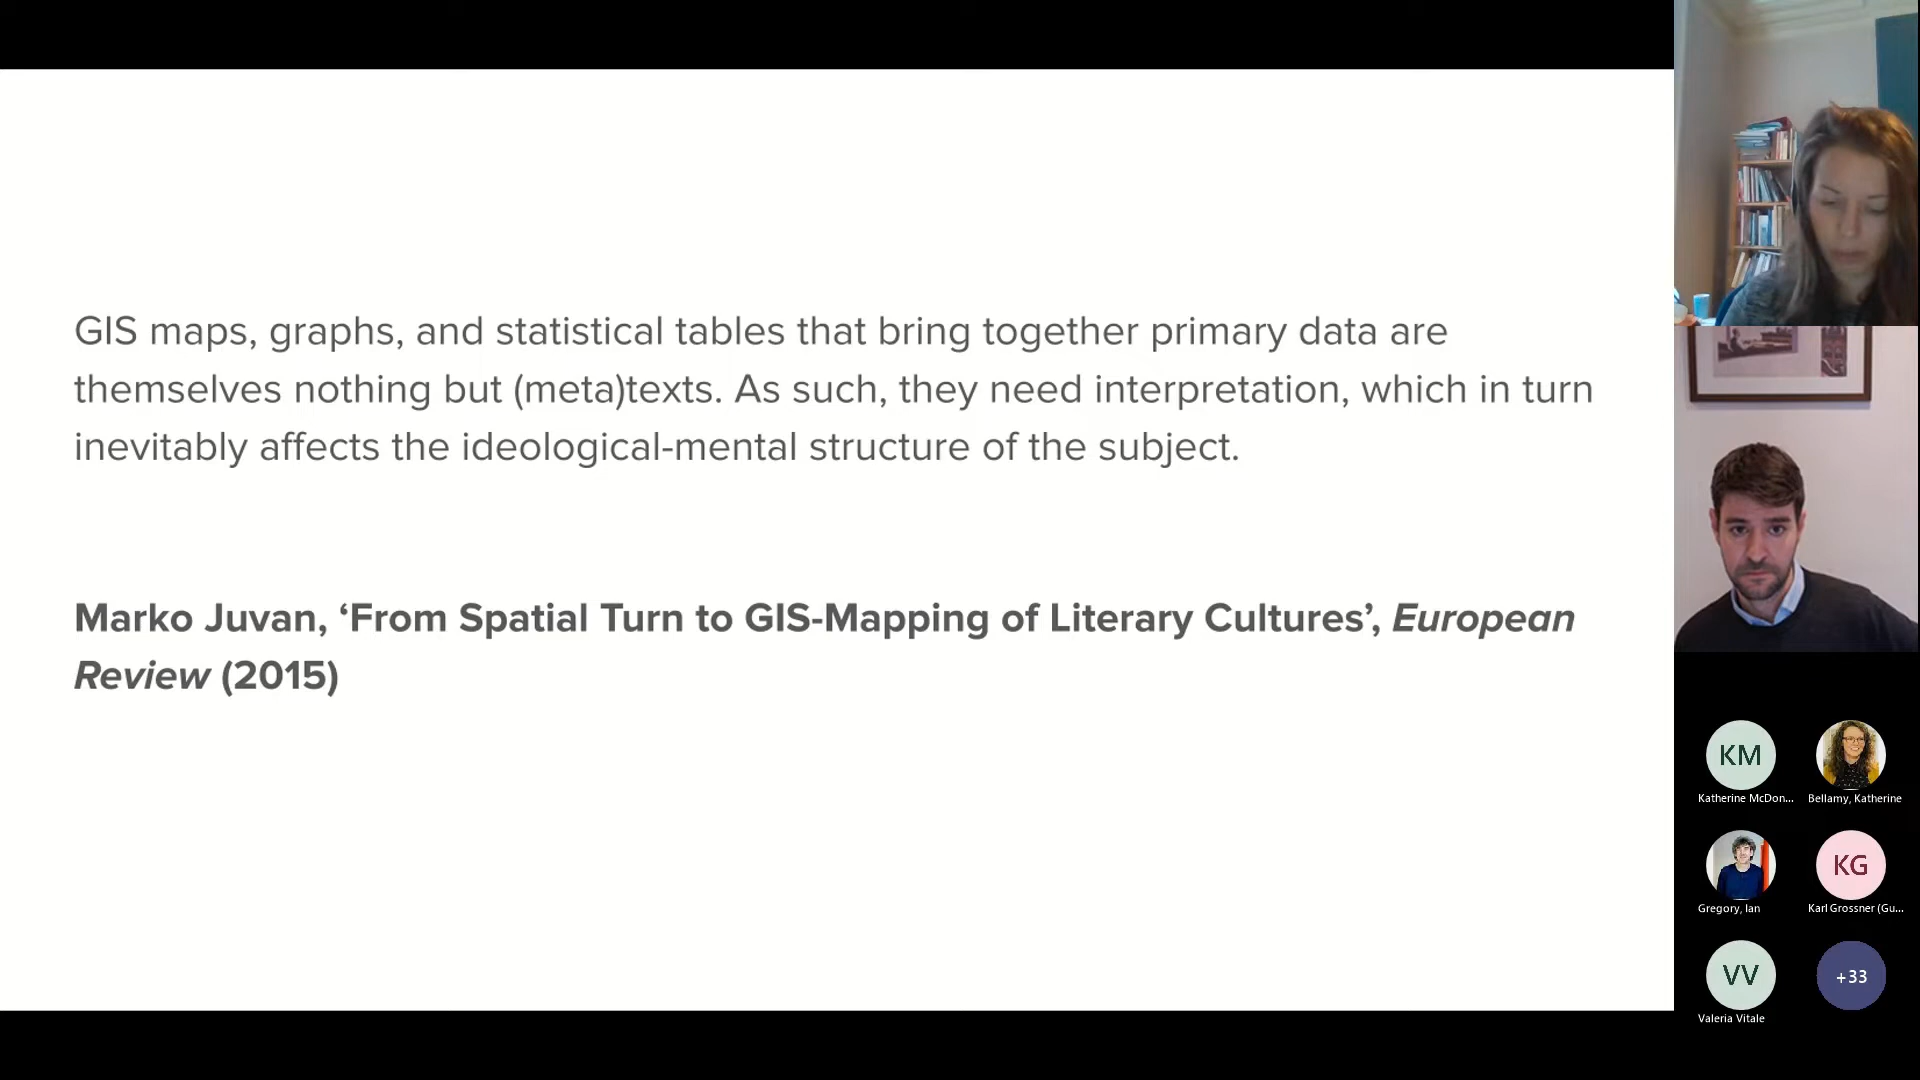 GIS maps, graphs, and statistical tables that bring together primary data are
themselves nothing but (meta)texts. As such, they need interpretation, which in turn
inevitably affects the ideological-mental structure of the subject.
Marko Juvan, ‘From Spatial Turn to GIS-Mapping of Literary Cultures’, European
Review (2015)
KM
Katherine McDon...
Bellamy, Katherine
Gregory, Ian
KG
Karl Grossner (Gu...
VV
Valeria Vitale
+33